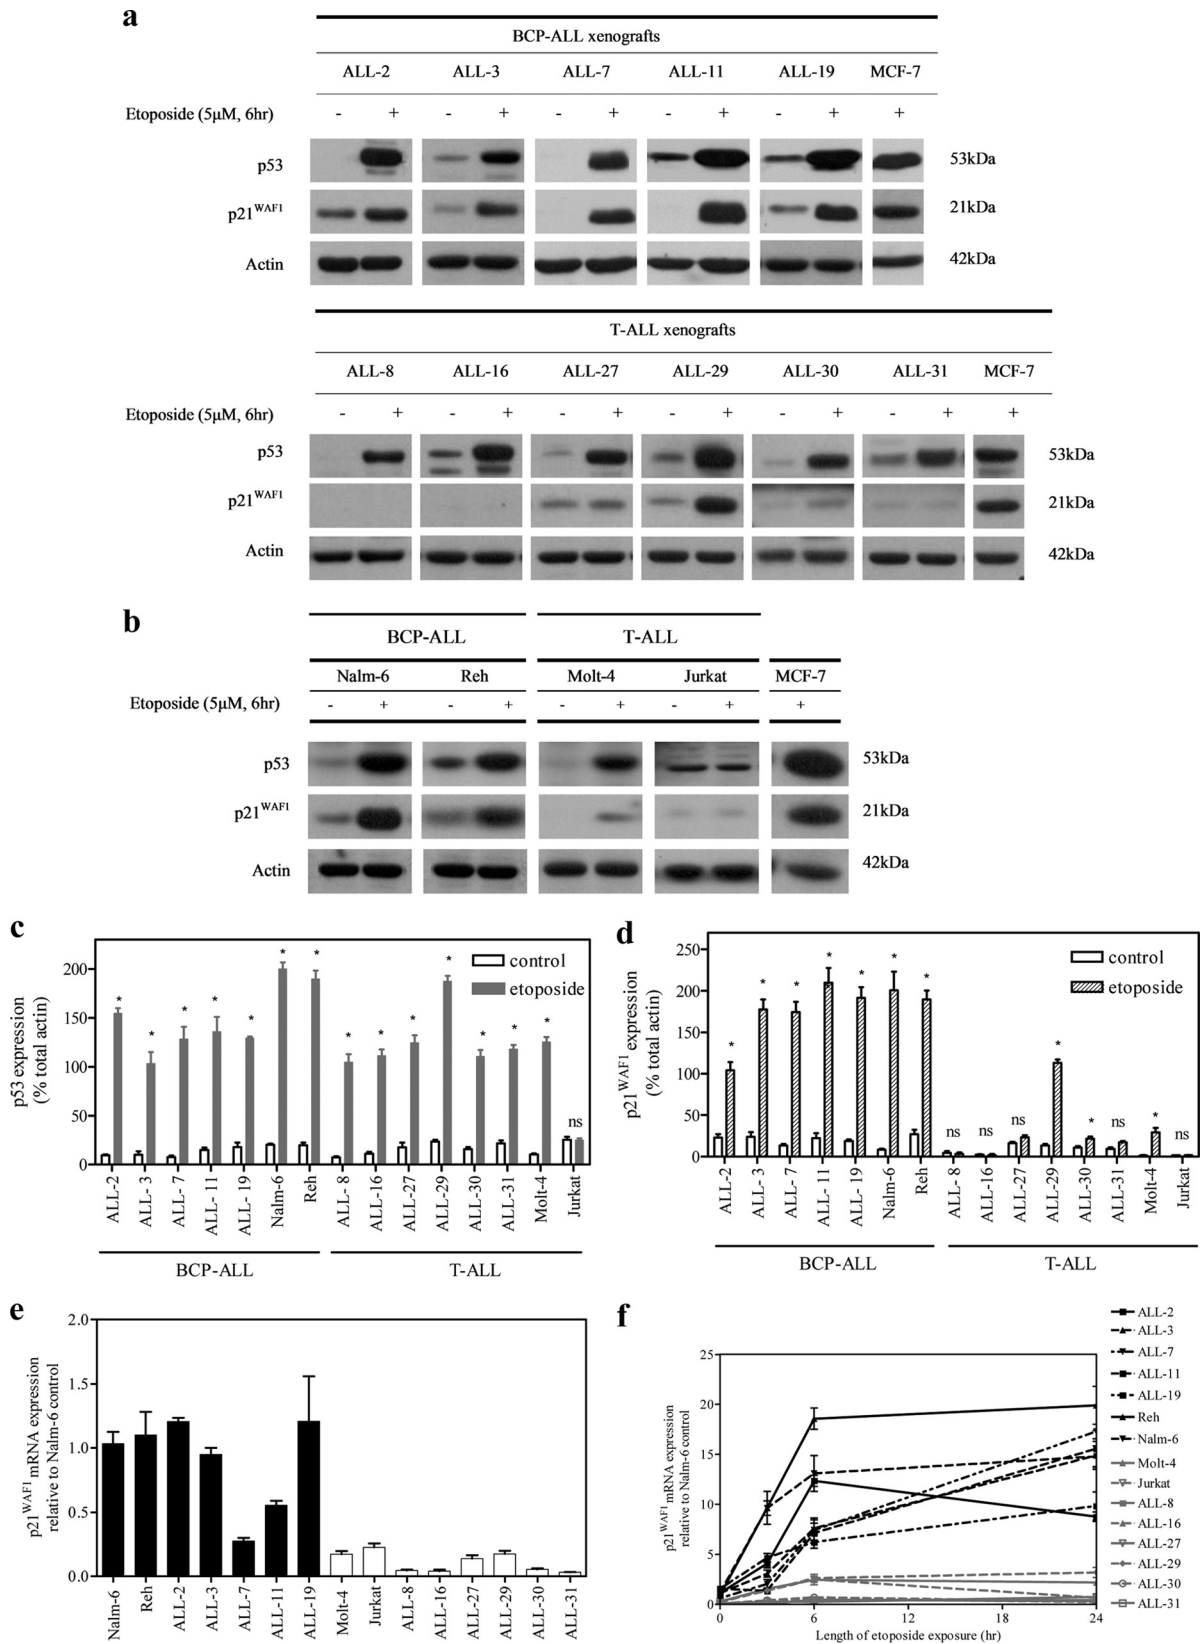 a
BCP-ALL xenografts
ALL-2 ALL-3 ALL-7 ALL-11 ALL-19 MCF-7
Etoposide (5µM, 6hr) - + - + - + - + - + +
p53 53kDa
p21WAF1 21kDa
Actin 42kDa
T-ALL xenografts
ALL-8 ALL-16 ALL-27 ALL-29 ALL-30 ALL-31 MCF-7
Etoposide (5µM, 6hr) - + - + - + - + - + - + +
p53 53kDa
p21WAF1 21kDa
Actin 42kDa
b
BCP-ALL T-ALL
Nalm-6 Reh Molt-4 Jurkat MCF-7
Etoposide (5µM, 6hr) - + - + - + - + +
p53 53kDa
p21WAF1 21kDa
Actin 42kDa
c
p53 expression
(% total actin)
200
150
100
50
0
control
etoposide
* * * * * * * * * * * * * * ns
ALL-2 ALL- 3 ALL- 7 ALL- 11 ALL- 19 Nalm-6 Reh ALL- 8 ALL-16 ALL-27 ALL-29 ALL-30 ALL-31 Molt-4 Jurkat
BCP-ALL T-ALL
d
p21WAF1 expression
(% total actin)
250
200
150
100
50
0
control
etoposide
* * * * * * * ns ns ns * * ns * ns
ALL-2 ALL- 3 ALL- 7 ALL- 11 ALL- 19 Nalm-6 Reh ALL- 8 ALL-16 ALL-27 ALL-29 ALL-30 ALL-31 Molt-4 Jurkat
BCP-ALL T-ALL
e
p21WAF1 mRNA expression
relative to Nalm-6 control
2.0
1.5
1.0
0.5
0.0
Nalm-6 Reh ALL-2 ALL-3 ALL-7 ALL-11 ALL-19 Molt-4 Jurkat ALL-8 ALL-16 ALL-27 ALL-29 ALL-30 ALL-31
f
p21WAF1 mRNA expression
relative to Nalm-6 control
25
20
15
10
5
0
0 6 12 18 24
Length of etoposide exposure (hr)
ALL-2
ALL-3
ALL-7
ALL-11
ALL-19
Reh
Nalm-6
Molt-4
Jurkat
ALL-8
ALL-16
ALL-27
ALL-29
ALL-30
ALL-31